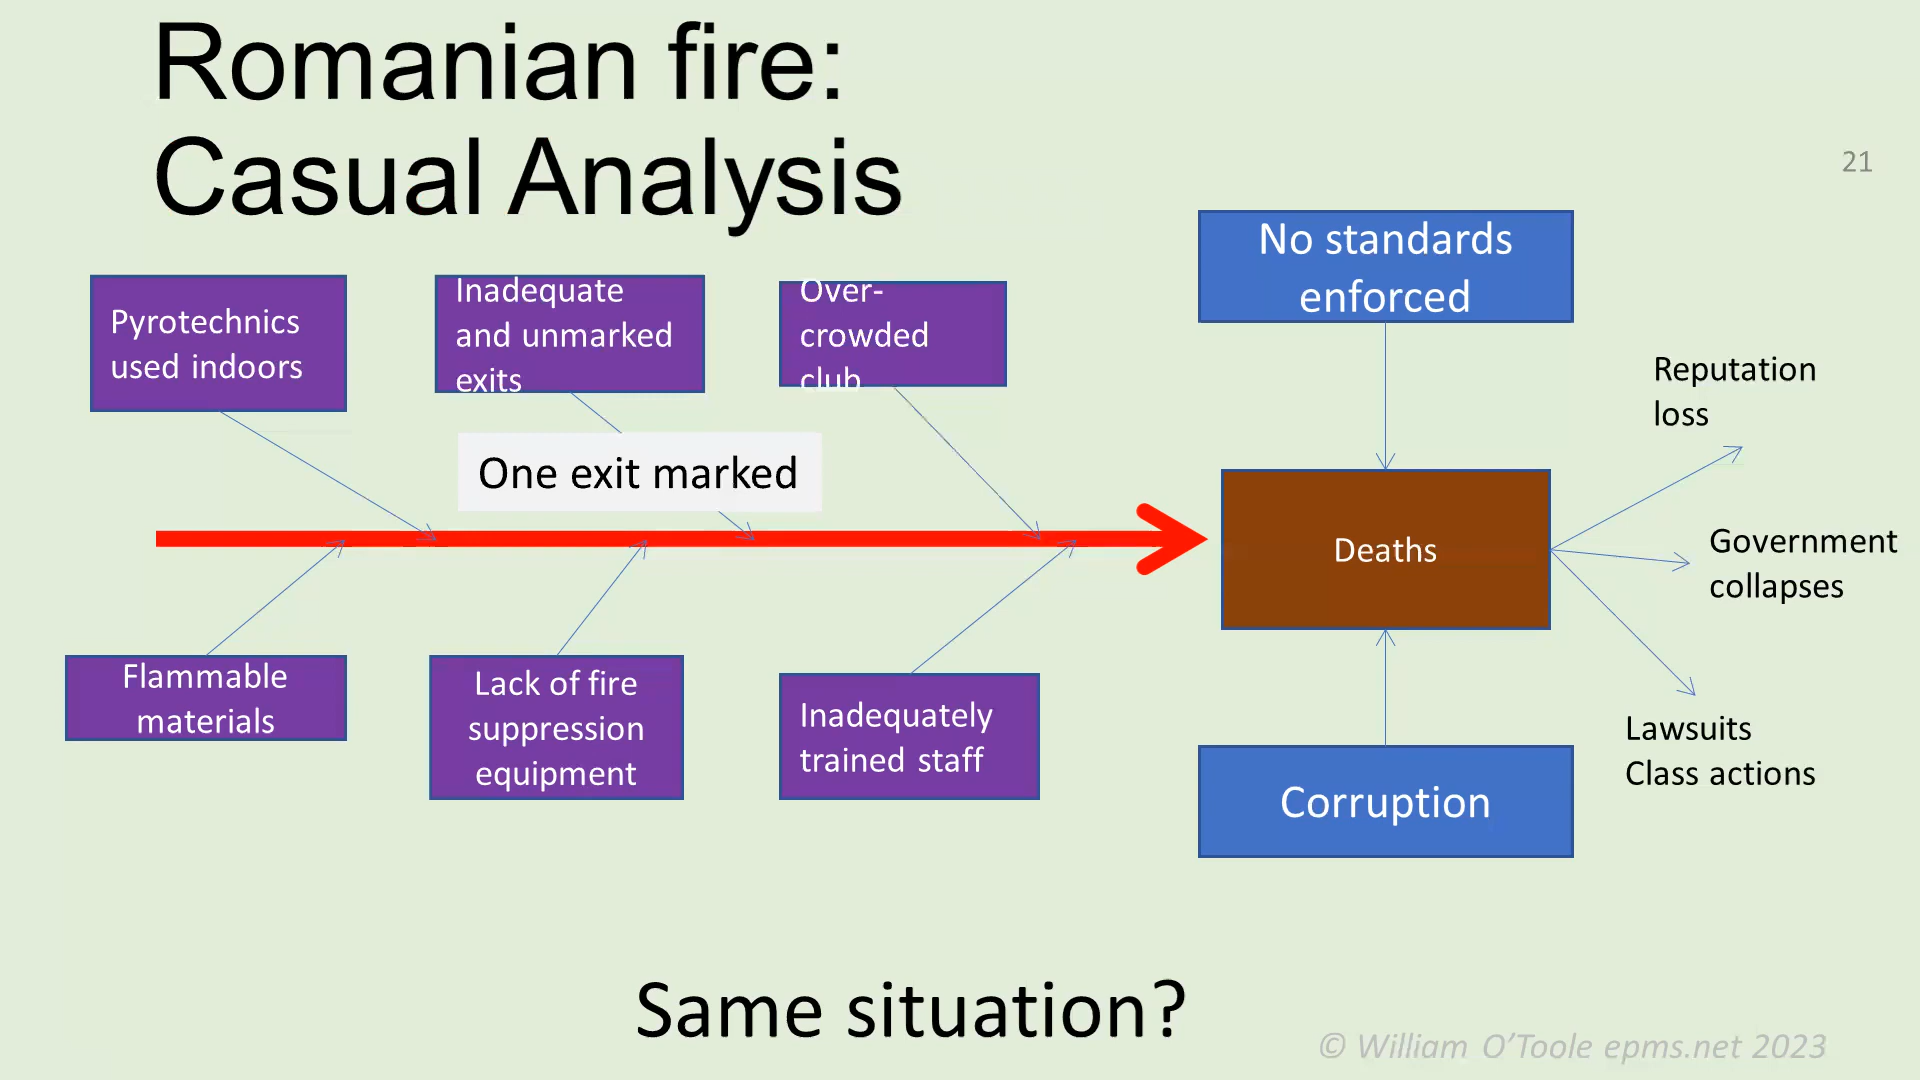 Romanian fire:
Casual Analysis
21
No standards
enforced
Pyrotechnics
used indoors
Inadequate
and unmarked
exits
Over-
crowded
club
Reputation
loss
One exit marked
Deaths
Government
collapses
Flammable
materials
Lack of fire
suppression
equipment
Inadequately
trained staff
Lawsuits
Class actions
Corruption
Same situation?
© William O'Toole epms.net 2023